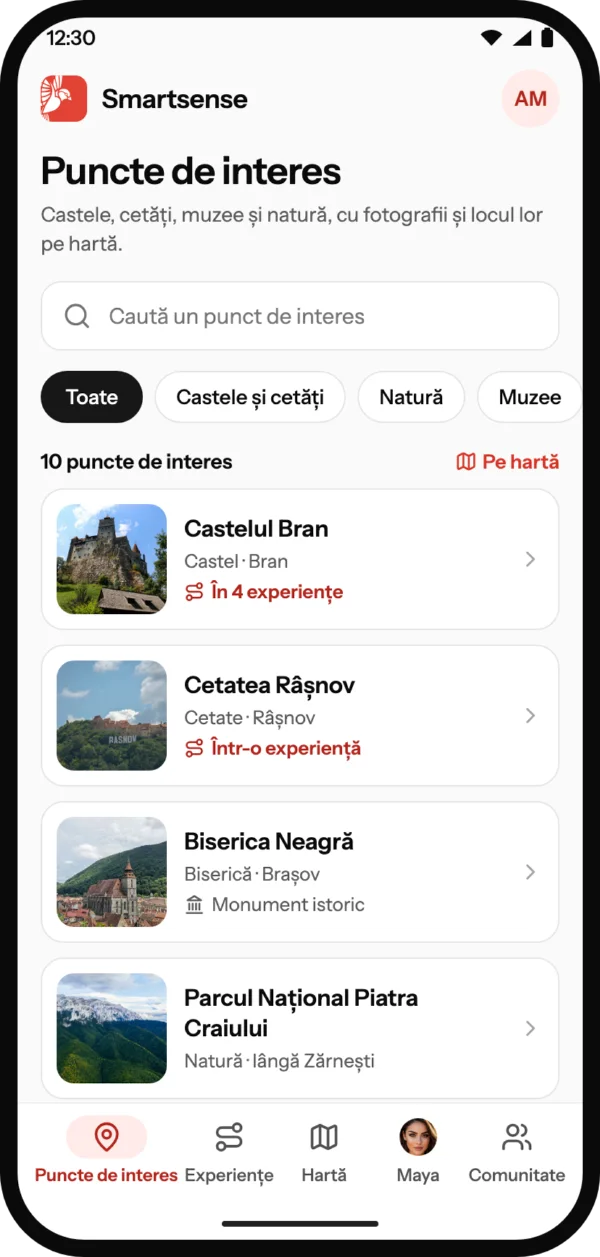 12:30
Smartsense
AM
Puncte de interes
Castele, cetăți, muzee și natură, cu fotografii și locul lor
pe hartă.
Caută un punct de interes
Toate
Castele și cetăți
Natură
Muzee
10 puncte de interes
Pe hartă
Castelul Bran
Castel · Bran
În 4 experiențe
Cetatea Râșnov
Cetate · Râșnov
Într-o experiență
RASNOV
Biserica Neagră
Biserică · Brașov
Monument istoric
Parcul Național Piatra
Craiului
Natură · lângă Zărnești
Puncte de interes
Experiențe
Hartă
Maya
Comunitate